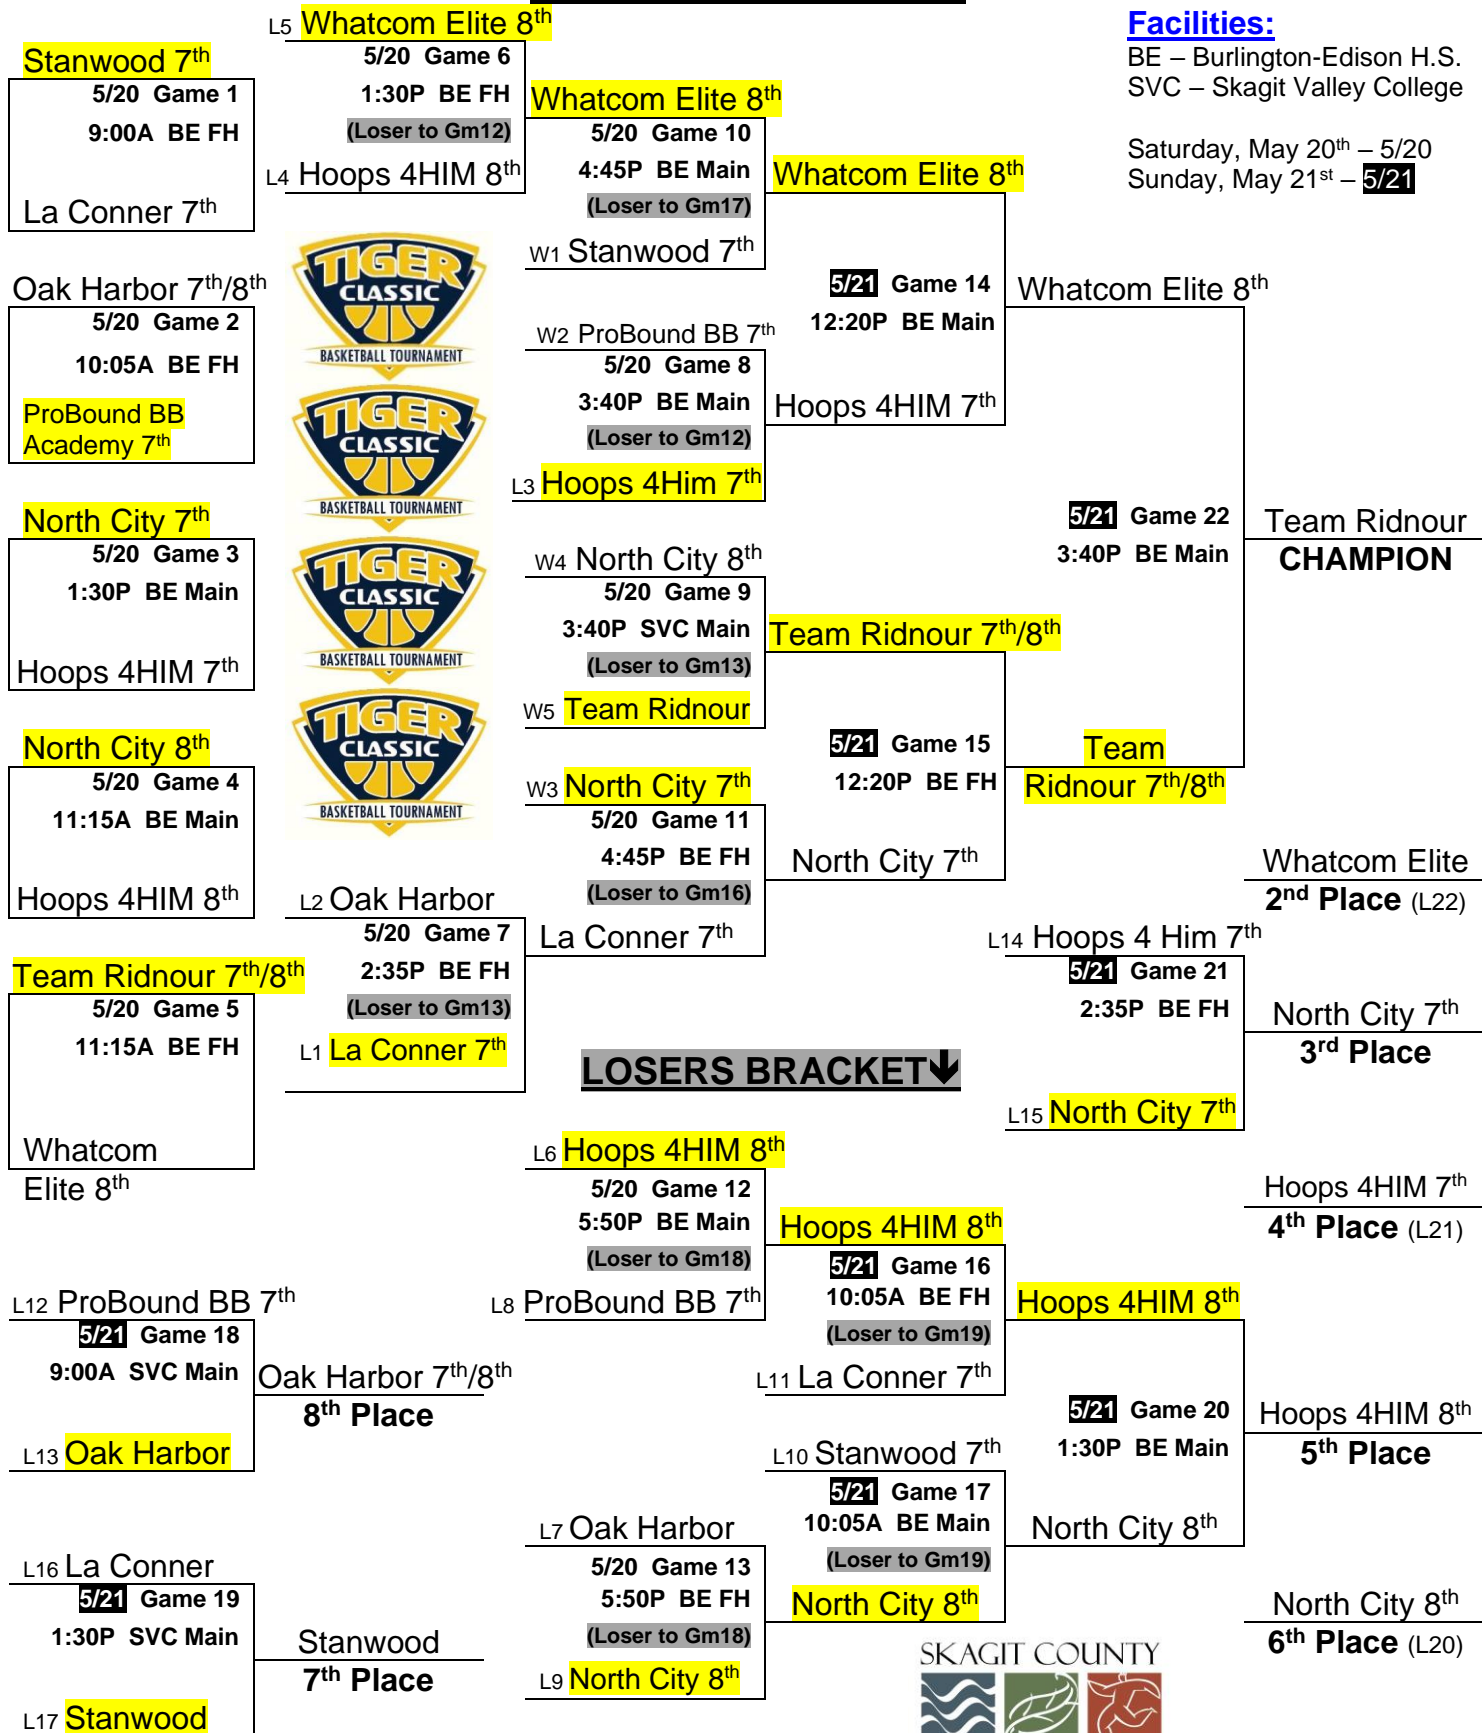 L5 Whatcom Elite 8th
Stanwood 7th
5/20 Game 1
9:00A BE FH
La Conner 7th
5/20 Game 6
1:30P BE FH
(Loser to Gm12)
L4 Hoops 4HIM 8th
Whatcom Elite 8th
5/20 Game 10
4:45P BE Main
(Loser to Gm17)
W1 Stanwood 7th
Whatcom Elite 8th
Facilities:
BE – Burlington-Edison H.S.
SVC – Skagit Valley College
Saturday, May 20th – 5/20
Sunday, May 21st – 5/21
Oak Harbor 7th/8th
5/20 Game 2
10:05A BE FH
ProBound BB
Academy 7th
TIGER
CLASSIC
BASKETBALL TOURNAMENT
TIGER
CLASSIC
BASKETBALL TOURNAMENT
TIGER
CLASSIC
BASKETBALL TOURNAMENT
TIGER
CLASSIC
BASKETBALL TOURNAMENT
W2 ProBound BB 7th
5/20 Game 8
3:40P BE Main
(Loser to Gm12)
L3 Hoops 4Him 7th
5/21 Game 14
12:20P BE Main
Hoops 4HIM 7th
Whatcom Elite 8th
North City 7th
5/20 Game 3
1:30P BE Main
Hoops 4HIM 7th
W4 North City 8th
5/20 Game 9
3:40P SVC Main
(Loser to Gm13)
W5 Team Ridnour
Team Ridnour 7th/8th
5/21 Game 22
3:40P BE Main
Team Ridnour
CHAMPION
North City 8th
5/20 Game 4
11:15A BE Main
Hoops 4HIM 8th
W3 North City 7th
5/20 Game 11
4:45P BE FH
(Loser to Gm16)
La Conner 7th
5/21 Game 15
12:20P BE FH
North City 7th
Team
Ridnour 7th/8th
Whatcom Elite
2nd Place (L22)
L2 Oak Harbor
5/20 Game 7
2:35P BE FH
(Loser to Gm13)
L1 La Conner 7th
Team Ridnour 7th/8th
5/20 Game 5
11:15A BE FH
Whatcom
Elite 8th
L14 Hoops 4 Him 7th
5/21 Game 21
2:35P BE FH
L15 North City 7th
North City 7th
3rd Place
Hoops 4HIM 7th
4th Place (L21)
LOSERS BRACKET
L6 Hoops 4HIM 8th
5/20 Game 12
5:50P BE Main
(Loser to Gm18)
L8 ProBound BB 7th
Hoops 4HIM 8th
5/21 Game 16
10:05A BE FH
(Loser to Gm19)
L11 La Conner 7th
Hoops 4HIM 8th
L12 ProBound BB 7th
5/21 Game 18
9:00A SVC Main
L13 Oak Harbor
Oak Harbor 7th/8th
8th Place
5/21 Game 20
1:30P BE Main
Hoops 4HIM 8th
5th Place
L10 Stanwood 7th
5/21 Game 17
10:05A BE Main
(Loser to Gm19)
North City 8th
North City 8th
L7 Oak Harbor
5/20 Game 13
5:50P BE FH
(Loser to Gm18)
L9 North City 8th
L16 La Conner
5/21 Game 19
1:30P SVC Main
L17 Stanwood
Stanwood
7th Place
North City 8th
6th Place (L20)
SKAGIT COUNTY